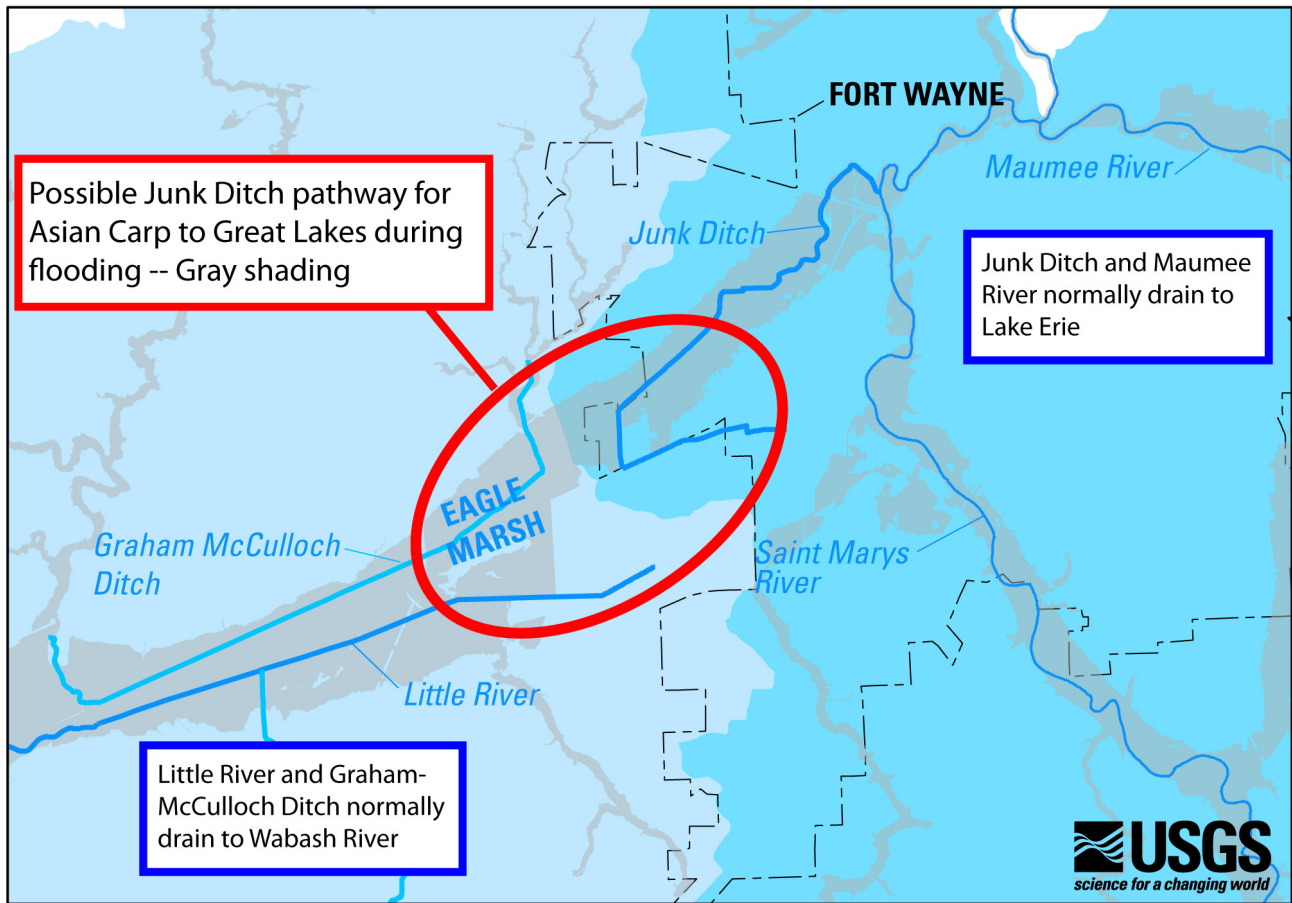 FORT WAYNE
Maumee River
Possible Junk Ditch pathway for
Asian Carp to Great Lakes during
flooding -- Gray shading
Junk Ditch
Junk Ditch and Maumee
River normally drain to
Lake Erie
EAGLE
MARSH
Graham McCulloch
Ditch
Saint Marys
River
Little River
Little River and Graham-
McCulloch Ditch normally
drain to Wabash River
USGS
science for a changing world